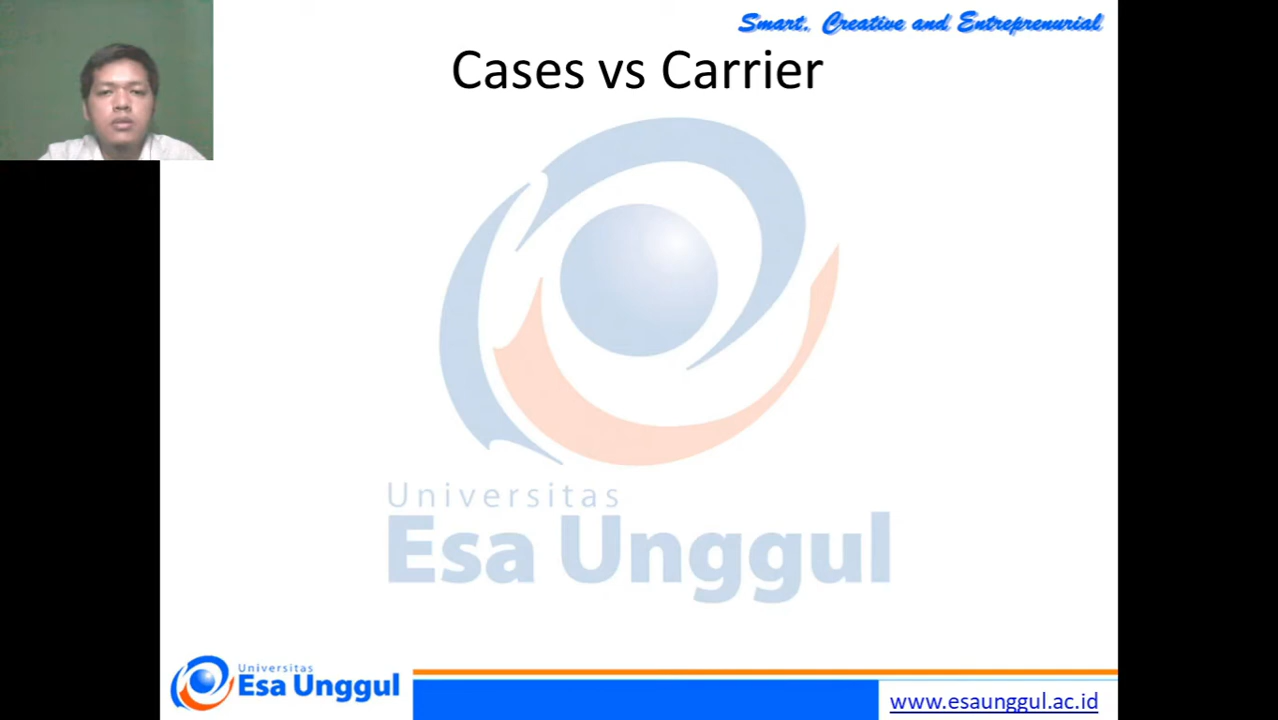 Smart, Creative and Entreprenurial
Cases vs Carrier
Universitas
Esa Unggul
Universitas
Esa Unggul
www.esaunggul.ac.id